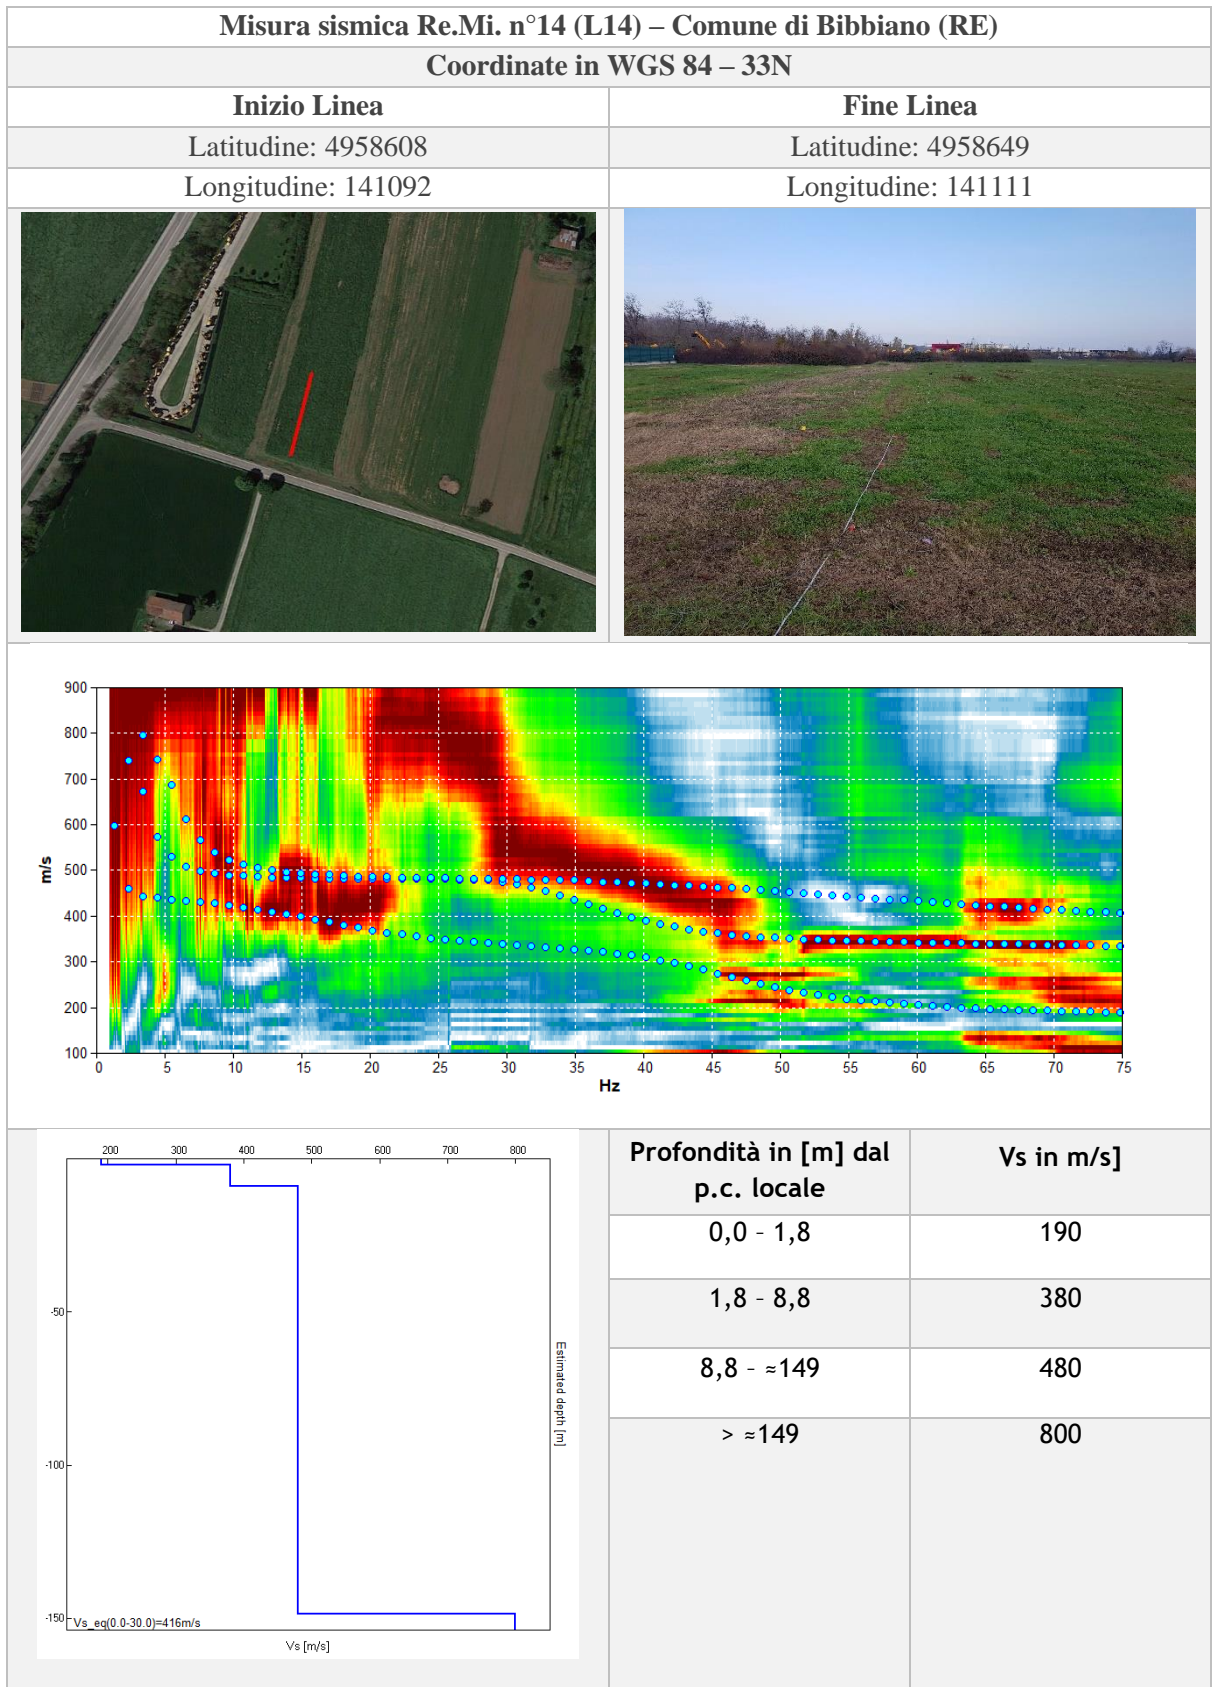 Misura sismica Re.Mi. n°14 (L14) – Comune di Bibbiano (RE)
Coordinate in WGS 84 – 33N
Inizio Linea
Fine Linea
Latitudine: 4958608
Latitudine: 4958649
Longitudine: 141092
Longitudine: 141111
900
800
700
600
500
400
300
200
100
m/s
0 5 10 15 20 25 30 35 40 45 50 55 60 65 70 75
Hz
200 300 400 500 600 700 800
-50
-100
-150
Estimated depth [m]
Vs_eq(0.0-30.0)=416m/s
Vs [m/s]
Profondità in [m] dal
p.c. locale
Vs in m/s]
0,0 – 1,8
190
1,8 – 8,8
380
8,8 – ≈149
480
> ≈149
800